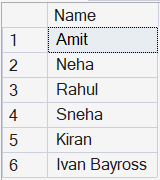 Name
1 Amit
2 Neha
3 Rahul
4 Sneha
5 Kiran
6 Ivan Bayross